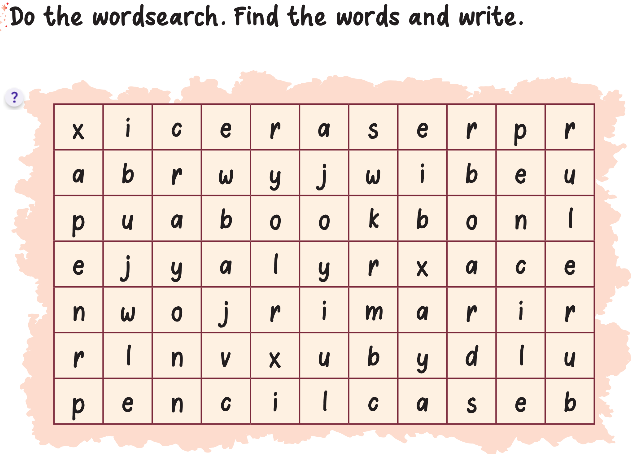 Do the wordsearch. Find the words and write.
?
x i c e r a s e r p r
a b r w y j w i b e u
p u a b o o k b o n l
e j y a l y r x a c e
n w o j r i m a r i r
r l n v x u b y d l u
p e n c i l c a s e b